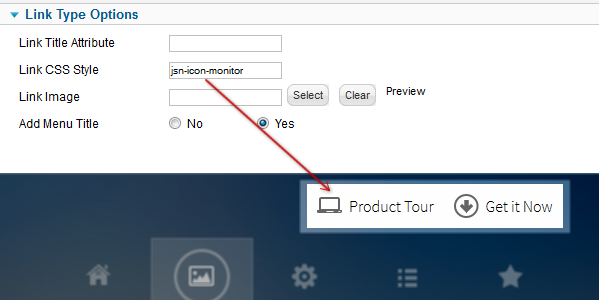 Link Type Options
Link Title Attribute
Link CSS Style jsn-icon-monitor
Link Image Select Clear Preview
Add Menu Title No Yes
Product Tour Get it Now